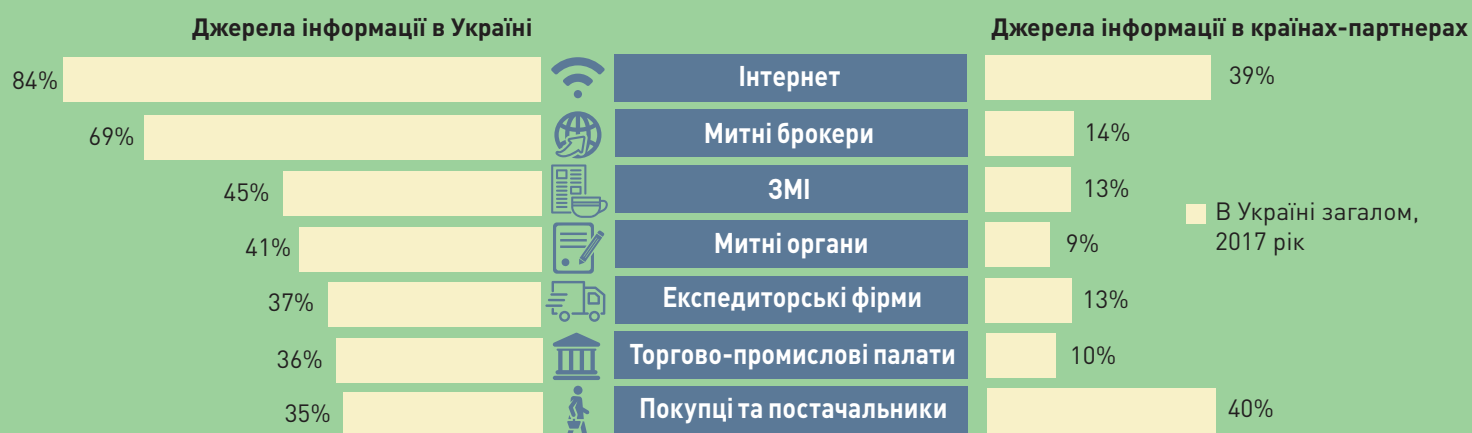 Джерела інформації в Україні
Джерела інформації в країнах-партнерах
84%
Інтернет
39%
69%
Митні брокери
14%
45%
ЗМІ
13%
В Україні загалом,
2017 рік
41%
Митні органи
9%
37%
Експедиторські фірми
13%
36%
Торгово-промислові палати
10%
35%
Покупці та постачальники
40%